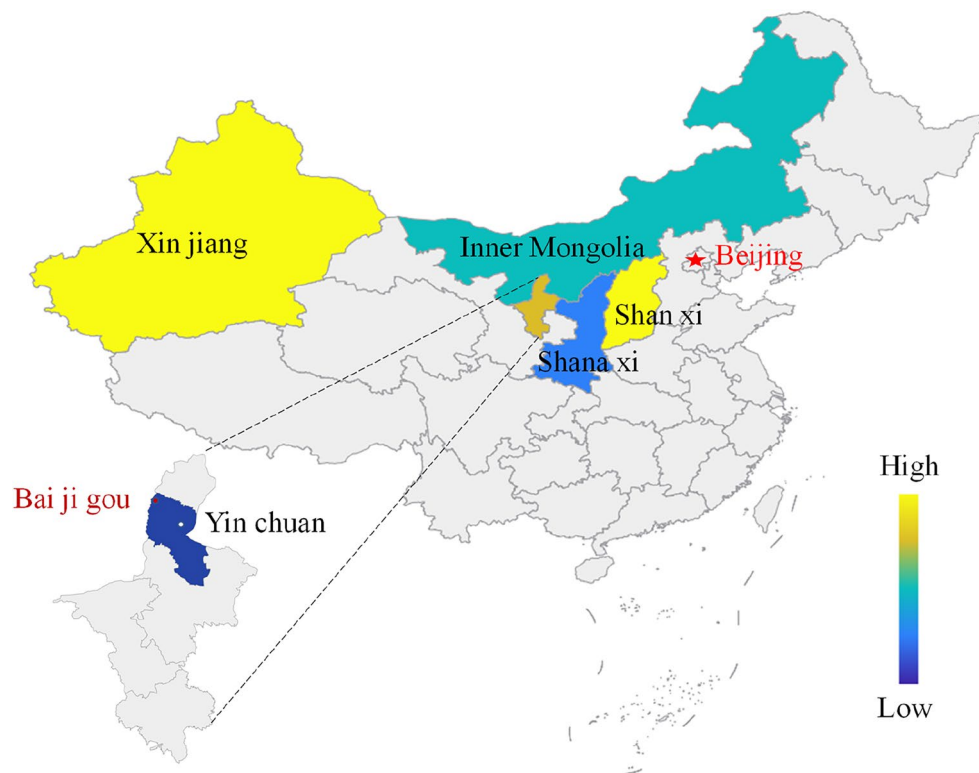 Xin jiang
Inner Mongolia
Beijing
Shan xi
Shana xi
High
Bai ji gou
Yin chuan
Low